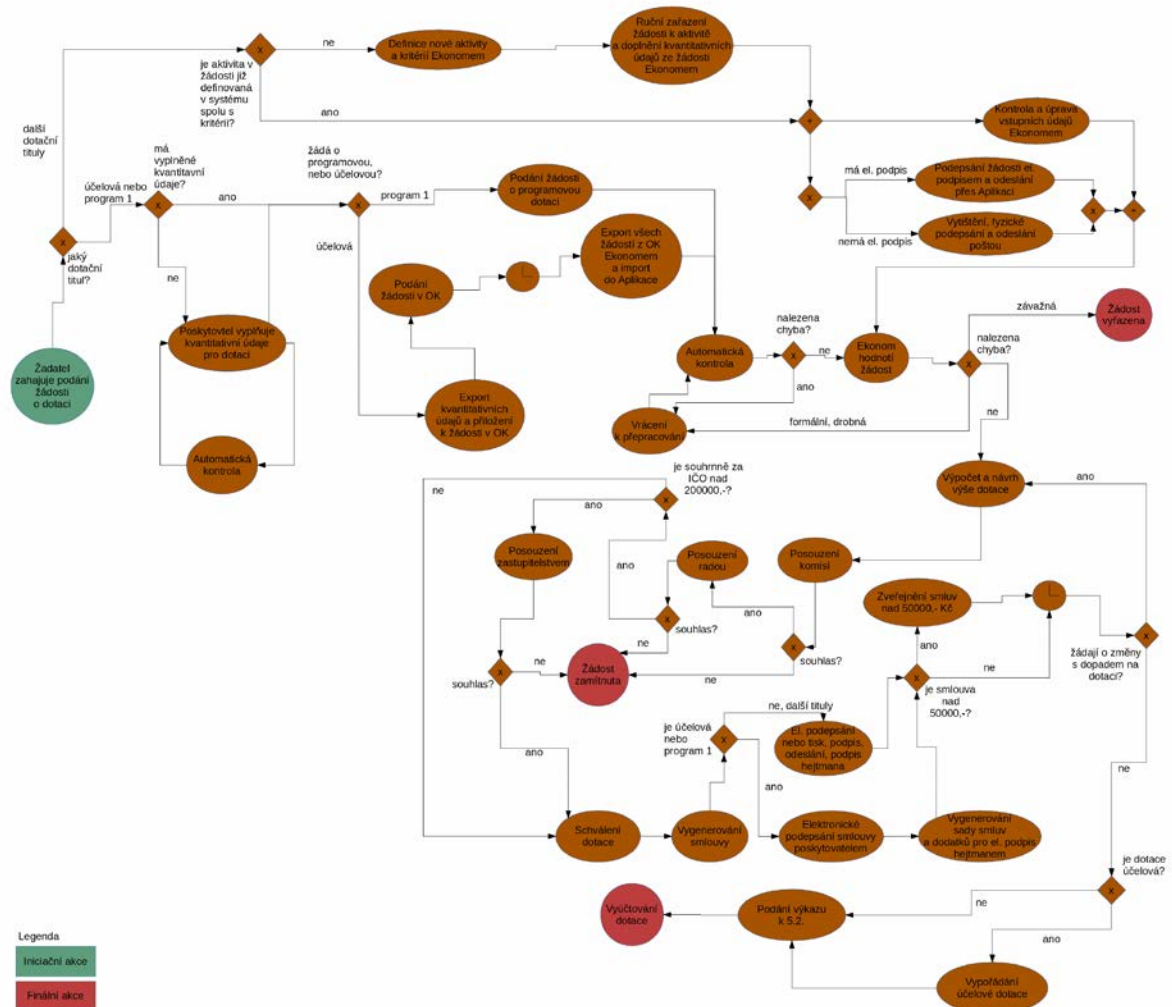 ne
Definice nové aktivity
a kritérií Ekonomem
Ruční zařazení
žádosti k aktivitě
a doplnění kvantitativních
údajů ze žádosti
Ekonomem
x
je aktivita v
žádosti již
definovaná
v systému
spolu s
kritérii?
ano
+
Kontrola a úprava
vstupních údajů
Ekonomem
další
dotační
tituly
má
vyplněné
kvantitavní
údaje?
žádá o
programovou,
nebo účelovou?
účelová nebo
program 1
x
ano
x
program 1
Podání žádosti
o programovou
dotaci
má el. podpis
Podepsání žádosti el.
podpisem a odeslání
přes Aplikaci
x
x
+
nemá el. podpis
Vytištění, fyzické
podepsání a odeslání
poštou
x
jaký
dotační
titul?
účelová
ne
Podání
žádosti v OK
Export všech
žádostí z OK
Ekonomem
a import
do Aplikace
Poskytovtel vyplňuje
kvantitativní údaje
pro dotaci
Žadatel
zahajuje podání
žádosti
o dotaci
Automatická
kontrola
nalezena
chyba?
x
ne
ano
Ekonom
hodnotí
žádost
závažná
Žádost
vyřazena
nalezena
chyba?
x
ne
Export
kvantitativních
údajů a přiložení
k žádosti v OK
Vrácení
k přepracování
formální, drobná
Automatická
kontrola
je souhrnně za
IČO nad
200000,-?
ne
x
ano
Výpočet a návrh
výše dotace
ano
Posouzení
zastupitelstvem
ano
Posouzení
radou
Posouzení
komisí
Zveřejnění smluv
nad 50000,- Kč
x
souhlas?
ano
x
souhlas?
ne
ne
ano
ne
x
žádají o změny
s dopadem na
dotaci?
souhlas?
x
ne
Žádost
zamítnuta
x
je smlouva
nad
50000,-?
ano
ne, další tituly
je účelová
nebo
program 1
x
El. podepsání
nebo tisk, podpis,
odeslání, podpis
hejtmana
ano
ne
Schválení
dotace
Vygenerování
smlouvy
Elektronické
podepsání smlouvy
poskytovatelem
Vygenerování
sady smluv
a dodatků pro el. podpis
hejtmanem
je dotace
účelová?
x
ne
Vyúčtování
dotace
Podání výkazu
k 5.2.
ano
Vypořádání
účelové dotace
Legenda
Iniciační akce
Finální akce